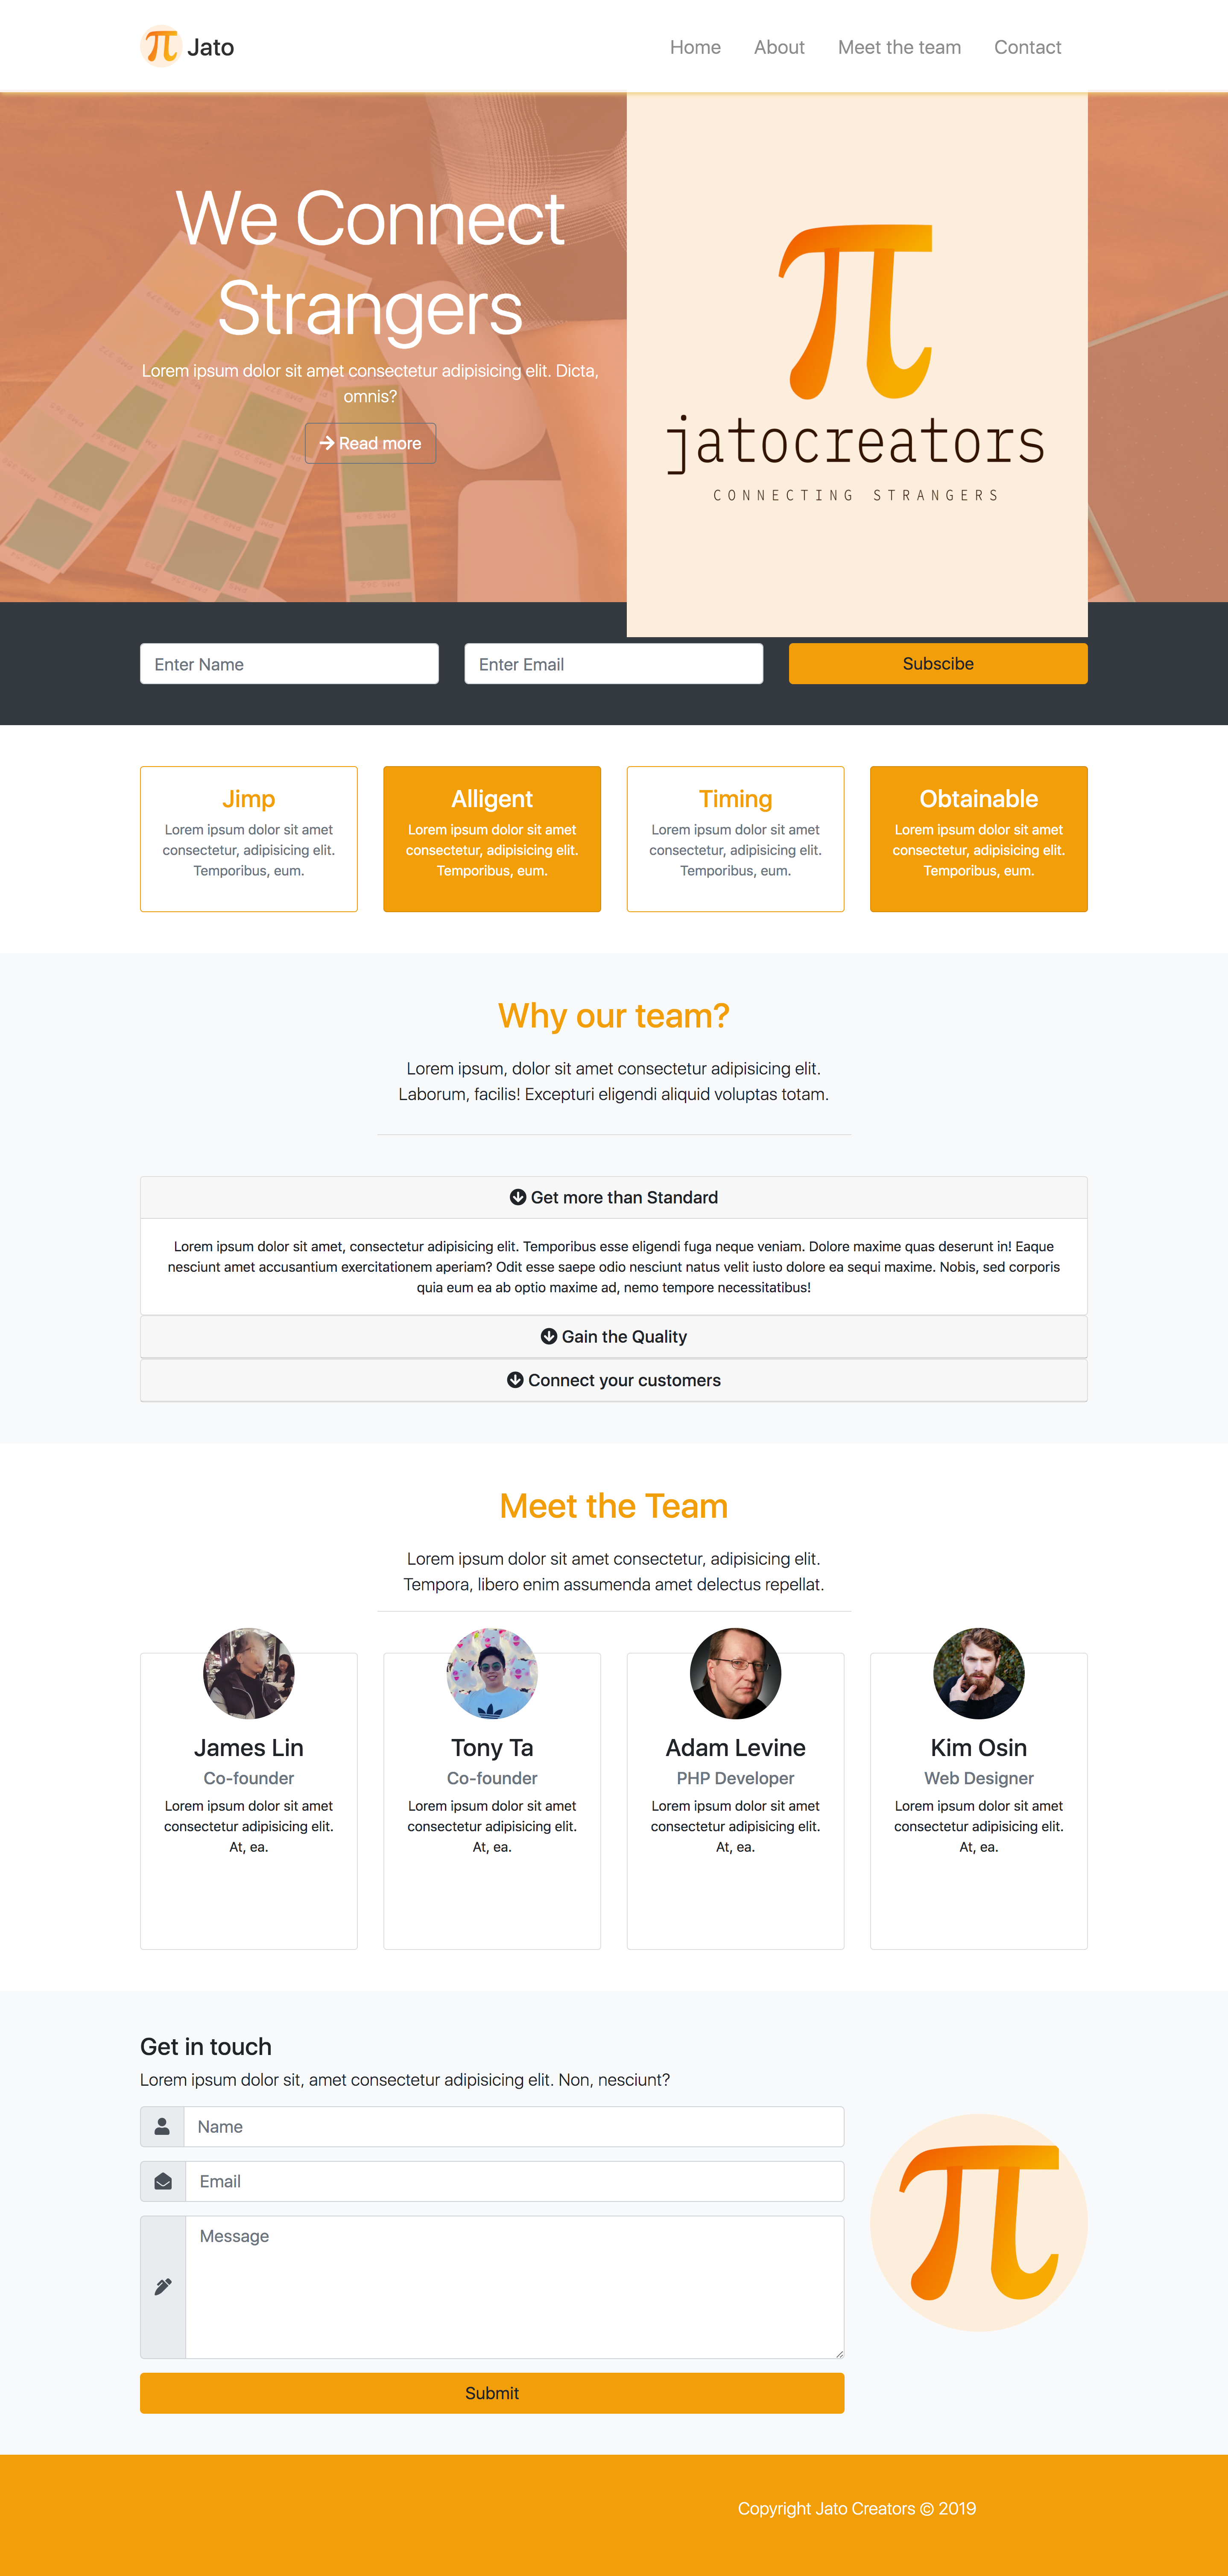 Jato
Home About Meet the team Contact
We Connect
Strangers
Lorem ipsum dolor sit amet consectetur adipisicing elit. Dicta,
omnis?
Read more
jatocreators
CONNECTING STRANGERS
Enter Name
Enter Email
Subscibe
Jimp
Lorem ipsum dolor sit amet
consectetur, adipisicing elit.
Temporibus, eum.
Alligent
Lorem ipsum dolor sit amet
consectetur, adipisicing elit.
Temporibus, eum.
Timing
Lorem ipsum dolor sit amet
consectetur, adipisicing elit.
Temporibus, eum.
Obtainable
Lorem ipsum dolor sit amet
consectetur, adipisicing elit.
Temporibus, eum.
Why our team?
Lorem ipsum, dolor sit amet consectetur adipisicing elit.
Laborum, facilis! Excepturi eligendi aliquid voluptas totam.
Get more than Standard
Lorem ipsum dolor sit amet, consectetur adipisicing elit. Temporibus esse eligendi fuga neque veniam. Dolore maxime quas deserunt in! Eaque
nesciunt amet accusantium exercitationem aperiam? Odit esse saepe odio nesciunt natus velit iusto dolore ea sequi maxime. Nobis, sed corporis
quia eum ea ab optio maxime ad, nemo tempore necessitatibus!
Gain the Quality
Connect your customers
Meet the Team
Lorem ipsum dolor sit amet consectetur, adipisicing elit.
Tempora, libero enim assumenda amet delectus repellat.
James Lin
Co-founder
Lorem ipsum dolor sit amet
consectetur adipisicing elit.
At, ea.
Tony Ta
Co-founder
Lorem ipsum dolor sit amet
consectetur adipisicing elit.
At, ea.
Adam Levine
PHP Developer
Lorem ipsum dolor sit amet
consectetur adipisicing elit.
At, ea.
Kim Osin
Web Designer
Lorem ipsum dolor sit amet
consectetur adipisicing elit.
At, ea.
Get in touch
Lorem ipsum dolor sit, amet consectetur adipisicing elit. Non, nesciunt?
Name
Email
Message
Submit
Copyright Jato Creators © 2019